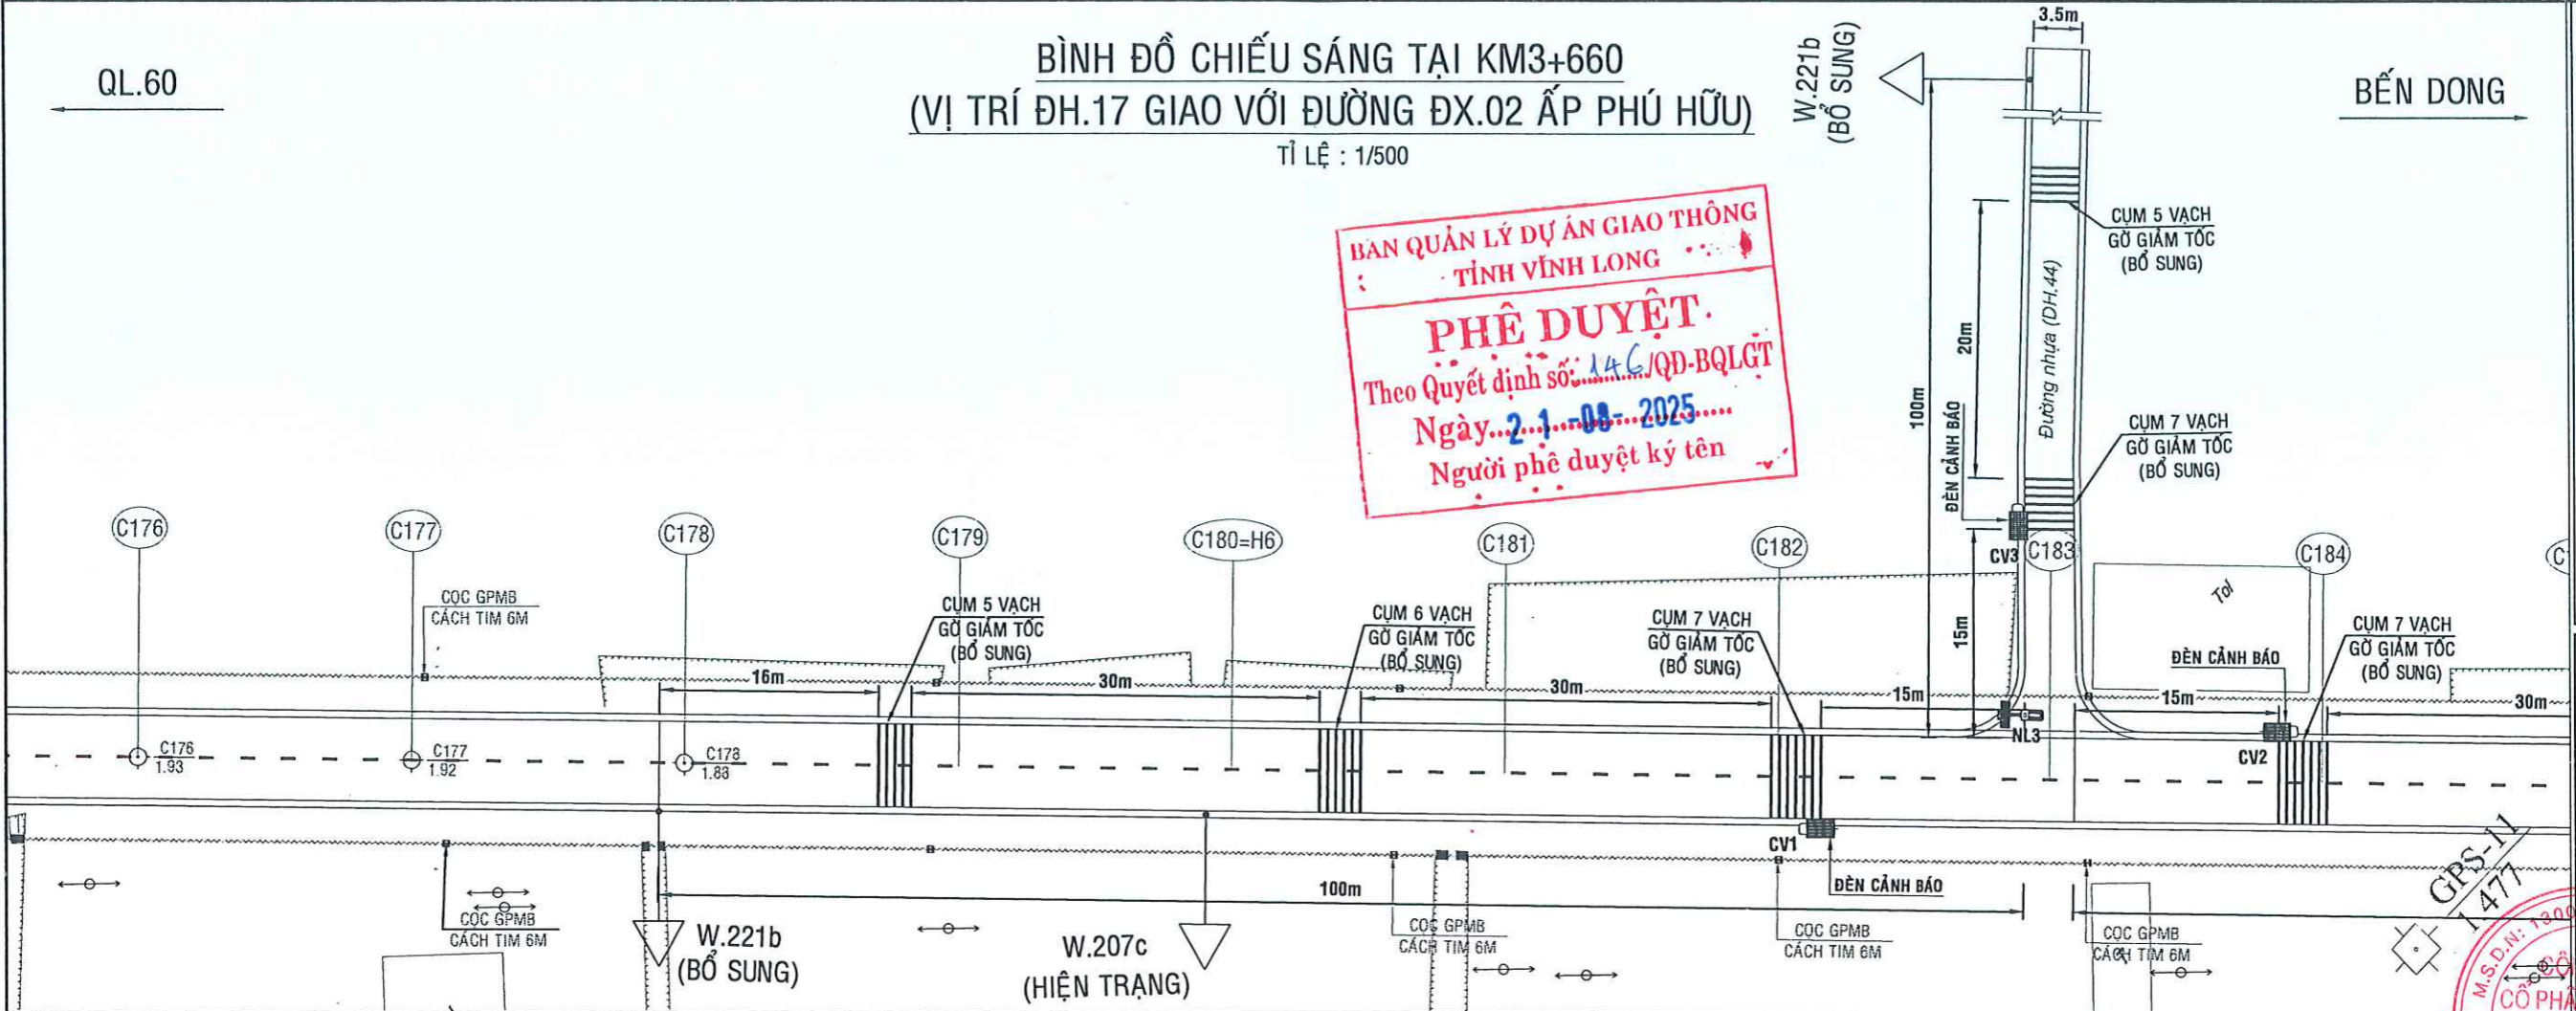 QL.60
BÌNH ĐỒ CHIẾU SÁNG TẠI KM3+660
(VỊ TRÍ ĐH.17 GIAO VỚI ĐƯỜNG ĐX.02 ẤP PHÚ HỮU)
TỈ LỆ : 1/500
W.221b
(BỔ SUNG)
3.5m
BẾN DONG
BAN QUẢN LÝ DỰ ÁN GIAO THÔNG
TỈNH VĨNH LONG
PHÊ DUYỆT.
Theo Quyết định số: 146/QĐ-BQLGT
Ngày 21-08-2025
Người phê duyệt ký tên
CỤM 5 VẠCH
GỜ GIẢM TỐC
(BỔ SUNG)
20m
100m
Đường nhựa (DH.44)
ĐÈN CẢNH BÁO
CỤM 7 VẠCH
GỜ GIẢM TỐC
(BỔ SUNG)
C176
C177
C178
C179
C180=H6
C181
C182
CV3
C183
C184
CỌC GPMB
CÁCH TIM 6M
CỤM 5 VẠCH
GỜ GIẢM TỐC
(BỔ SUNG)
CỤM 6 VẠCH
GỜ GIẢM TỐC
(BỔ SUNG)
CỤM 7 VẠCH
GỜ GIẢM TỐC
(BỔ SUNG)
15m
Tol
CỤM 7 VẠCH
GỜ GIẢM TỐC
(BỔ SUNG)
ĐÈN CẢNH BÁO
16m
30m
30m
15m
15m
30m
NL3
CV2
C176
1.93
C177
1.92
C178
1.88
CV1
ĐÈN CẢNH BÁO
100m
CỌC GPMB
CÁCH TIM 6M
W.221b
(BỔ SUNG)
W.207c
(HIỆN TRẠNG)
CỌC GPMB
CÁCH TIM 6M
CỌC GPMB
CÁCH TIM 6M
CỌC GPMB
CÁCH TIM 6M
GPS-11
1.477
M.S.D.N: 1300
CỔ PHẦ